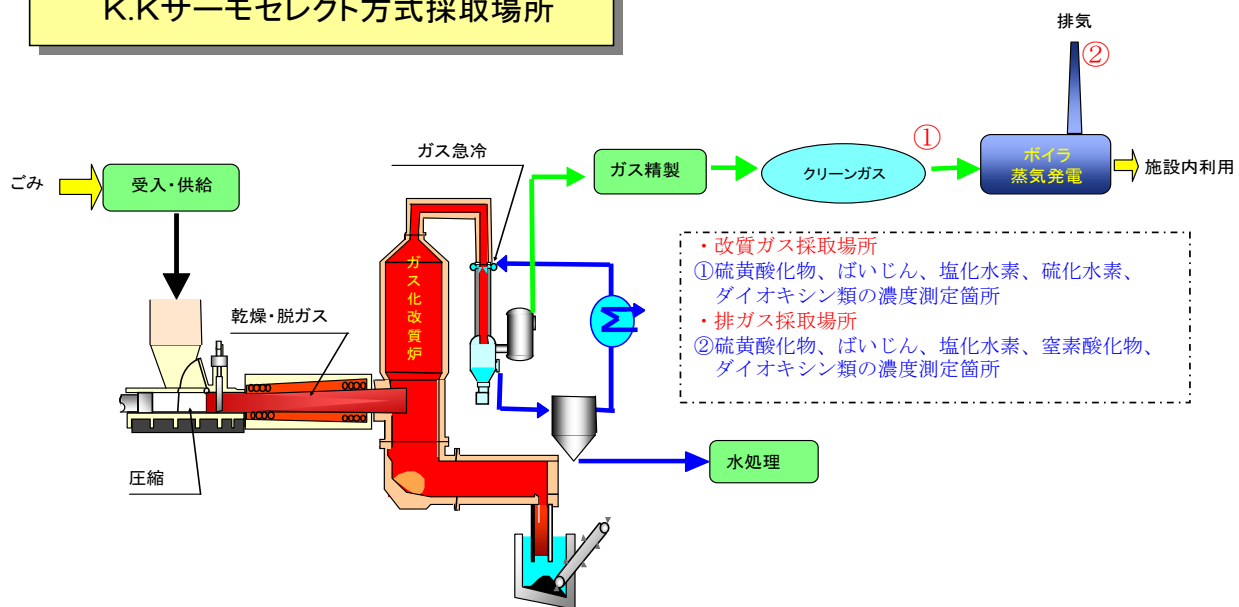 K.Kサーモセレクト方式採取場所
排気
②
ガス急冷
①
ガス精製
クリーンガス
ボイラ
蒸気発電
施設内利用
ごみ
受入・供給
ガス化改質炉
・改質ガス採取場所
①硫黄酸化物、ばいじん、塩化水素、硫化水素、
ダイオキシン類の濃度測定箇所
・排ガス採取場所
②硫黄酸化物、ばいじん、塩化水素、窒素酸化物、
ダイオキシン類の濃度測定箇所
乾燥・脱ガス
圧縮
水処理